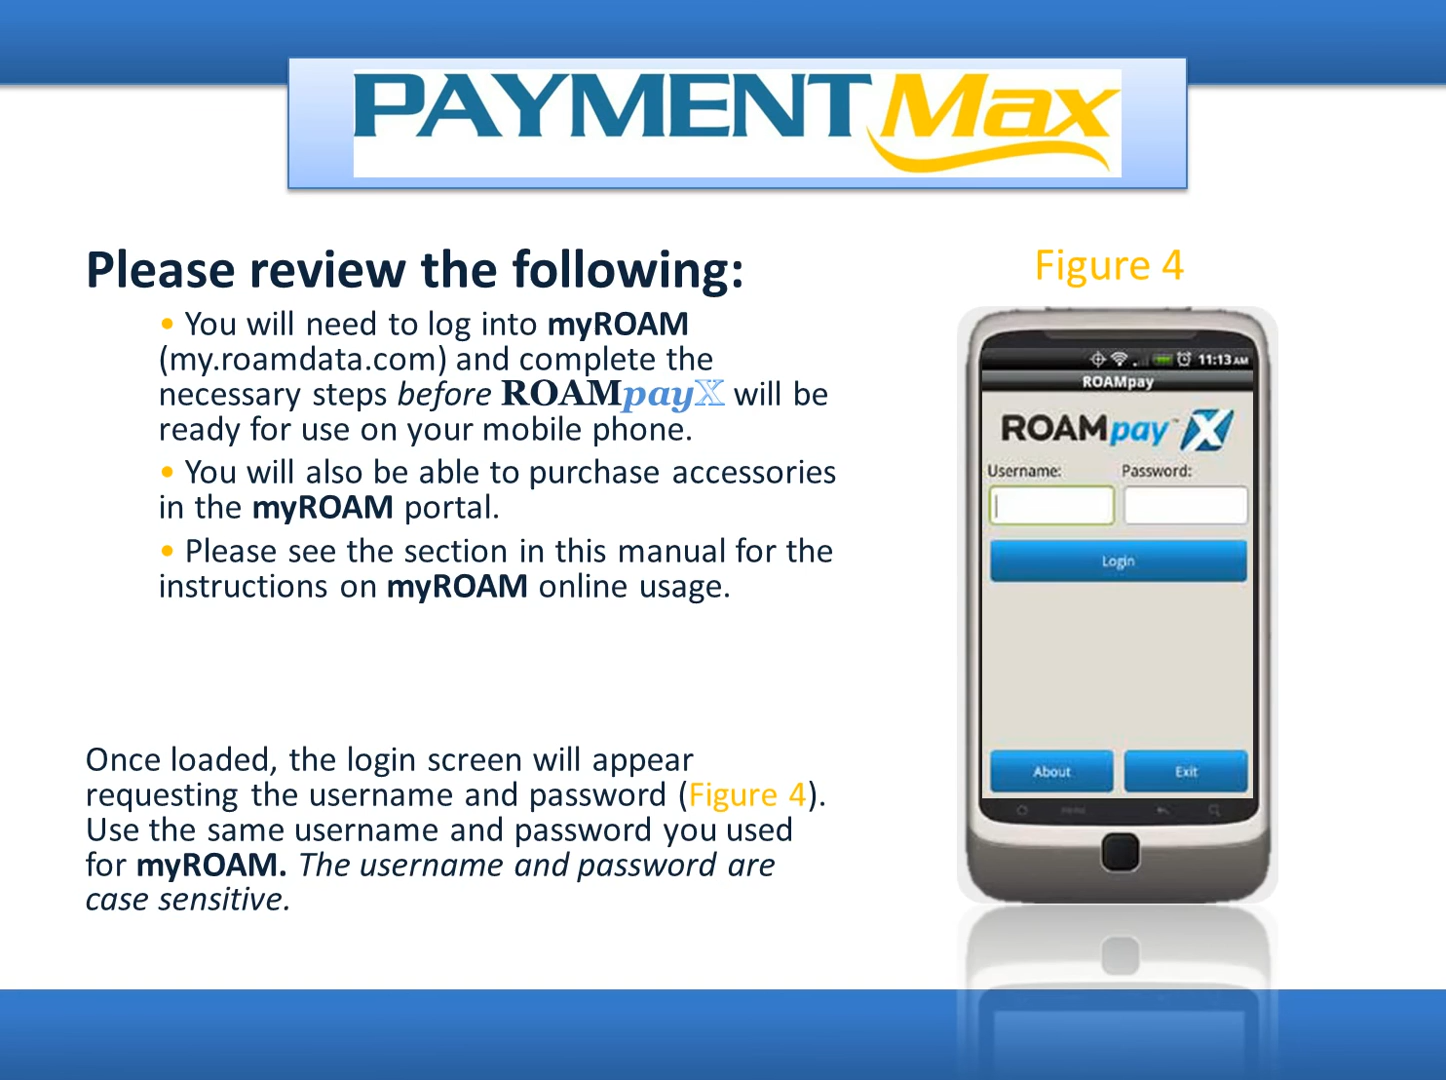 PAYMENTMax
Please review the following:
• You will need to log into myROAM
(my.roamdata.com) and complete the
necessary steps before ROAMpayX will be
ready for use on your mobile phone.
• You will also be able to purchase accessories
in the myROAM portal.
• Please see the section in this manual for the
instructions on myROAM online usage.
Once loaded, the login screen will appear
requesting the username and password (Figure 4).
Use the same username and password you used
for myROAM. The username and password are
case sensitive.
Figure 4
11:13 AM
ROAMpay
ROAMpay™ X
Username: Password:
Login
About Exit